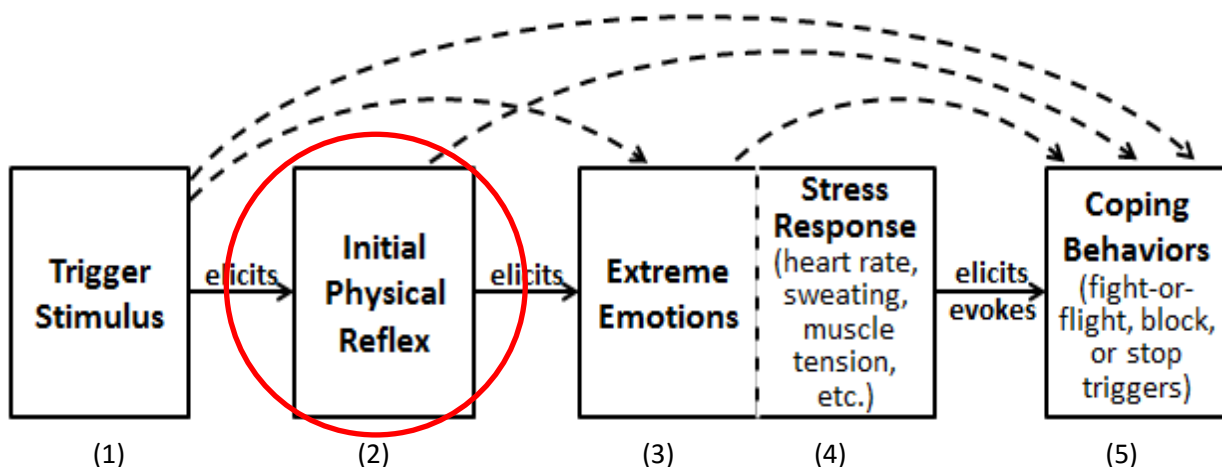 Trigger
Stimulus
elicits
Initial
Physical
Reflex
elicits
Extreme
Emotions
Stress
Response
(heart rate,
sweating,
muscle
tension,
etc.)
elicits
evokes
Coping
Behaviors
(fight-or-
flight, block,
or stop
triggers)
(1)
(2)
(3)
(4)
(5)